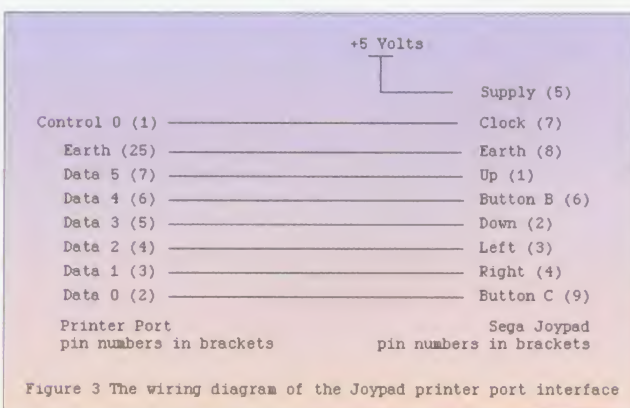 +5 Volts
Supply (5)
Control 0 (1) Clock (7)
Earth (25) Earth (8)
Data 5 (7) Up (1)
Data 4 (6) Button B (6)
Data 3 (5) Down (2)
Data 2 (4) Left (3)
Data 1 (3) Right (4)
Data 0 (2) Button C (9)
Printer Port Sega Joypad
pin numbers in brackets pin numbers in brackets
Figure 3 The wiring diagram of the Joypad printer port interface